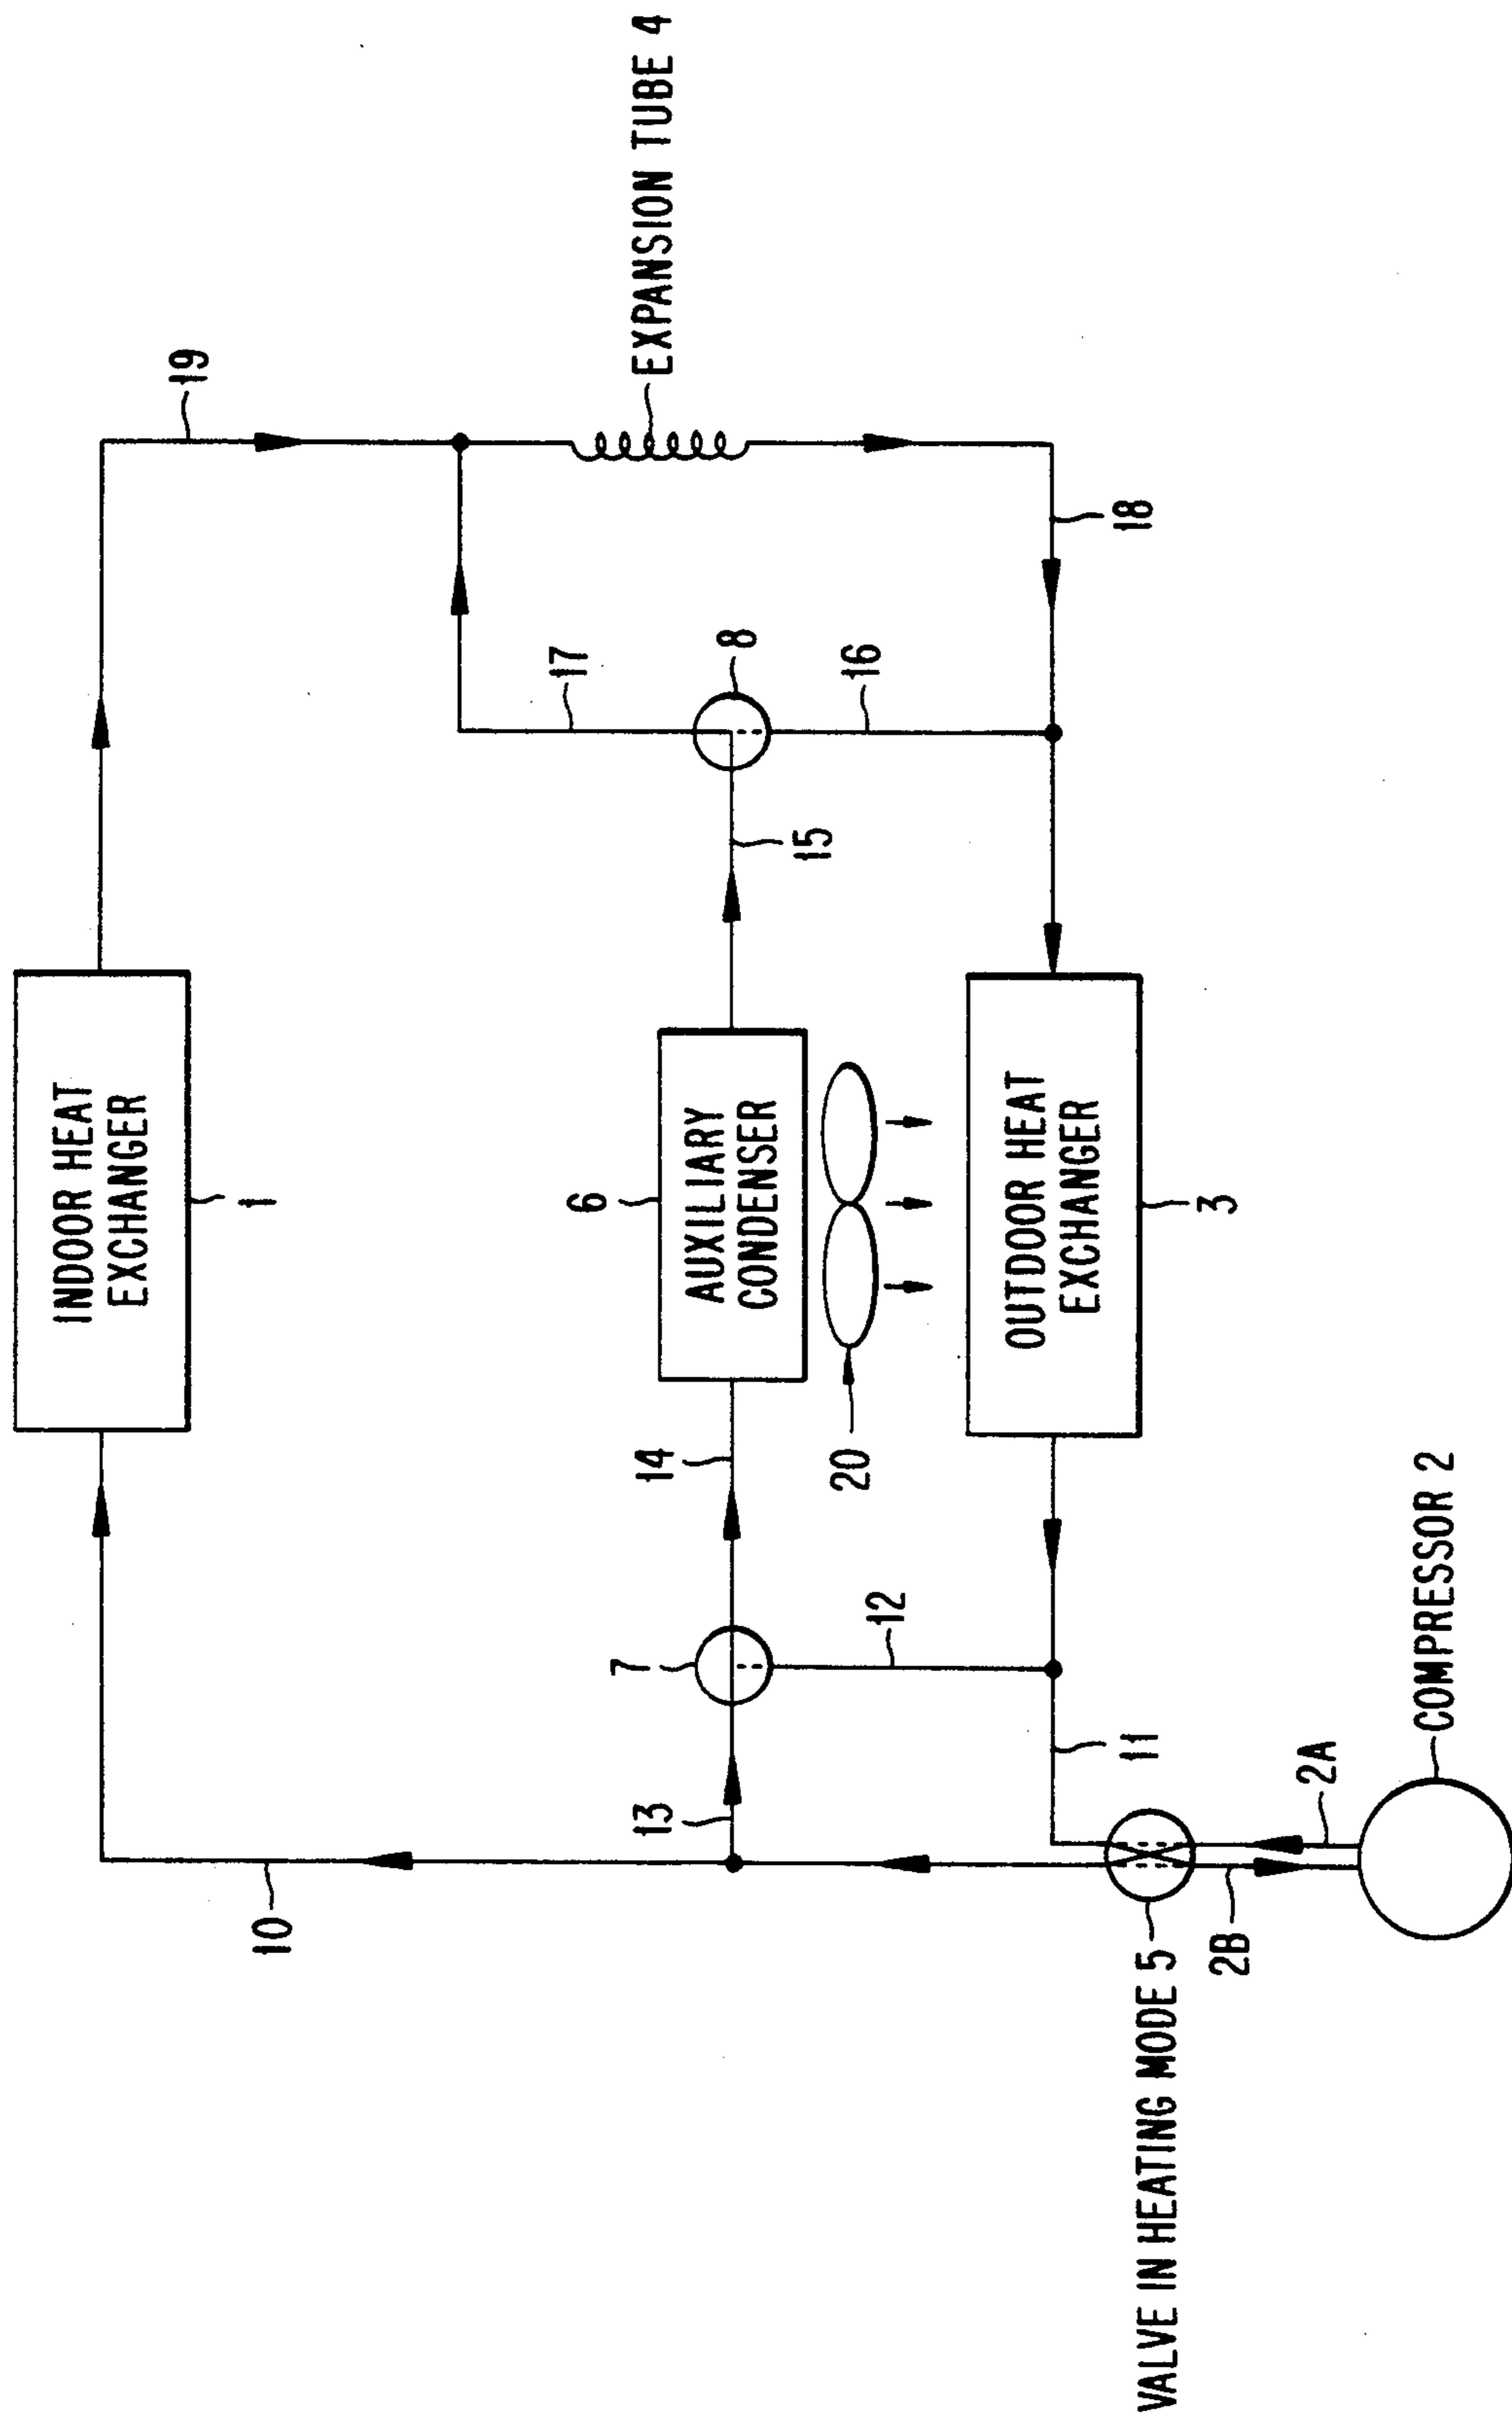 INDOOR HEAT
EXCHANGER
1
19
10
EXPANSION TUBE 4
17
8
16
15
18
6
AUXILIARY
CONDENSER
14
20
7
12
13
OUTDOOR HEAT
EXCHANGER
3
11
VALVE IN HEATING MODE 5
2A
2B
COMPRESSOR 2